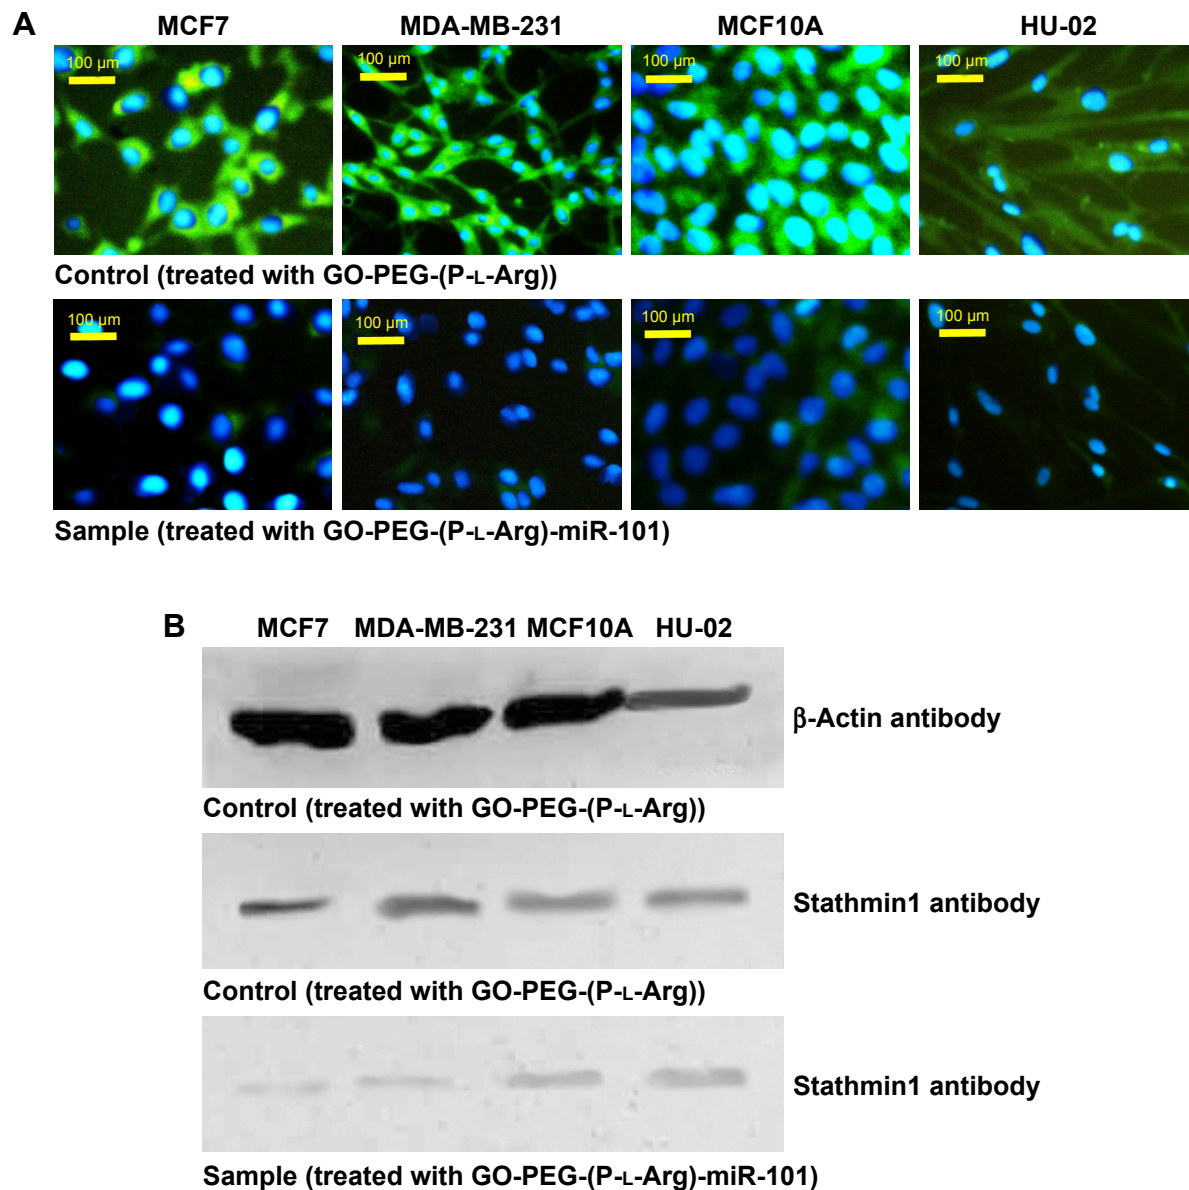 A
MCF7 MDA-MB-231 MCF10A HU-02
100 µm 100 µm 100 µm 100 µm
Control (treated with GO-PEG-(P-L-Arg))
100 µm 100 µm 100 µm 100 µm
Sample (treated with GO-PEG-(P-L-Arg)-miR-101)
B
MCF7 MDA-MB-231 MCF10A HU-02
β-Actin antibody
Control (treated with GO-PEG-(P-L-Arg))
Stathmin1 antibody
Control (treated with GO-PEG-(P-L-Arg))
Stathmin1 antibody
Sample (treated with GO-PEG-(P-L-Arg)-miR-101)